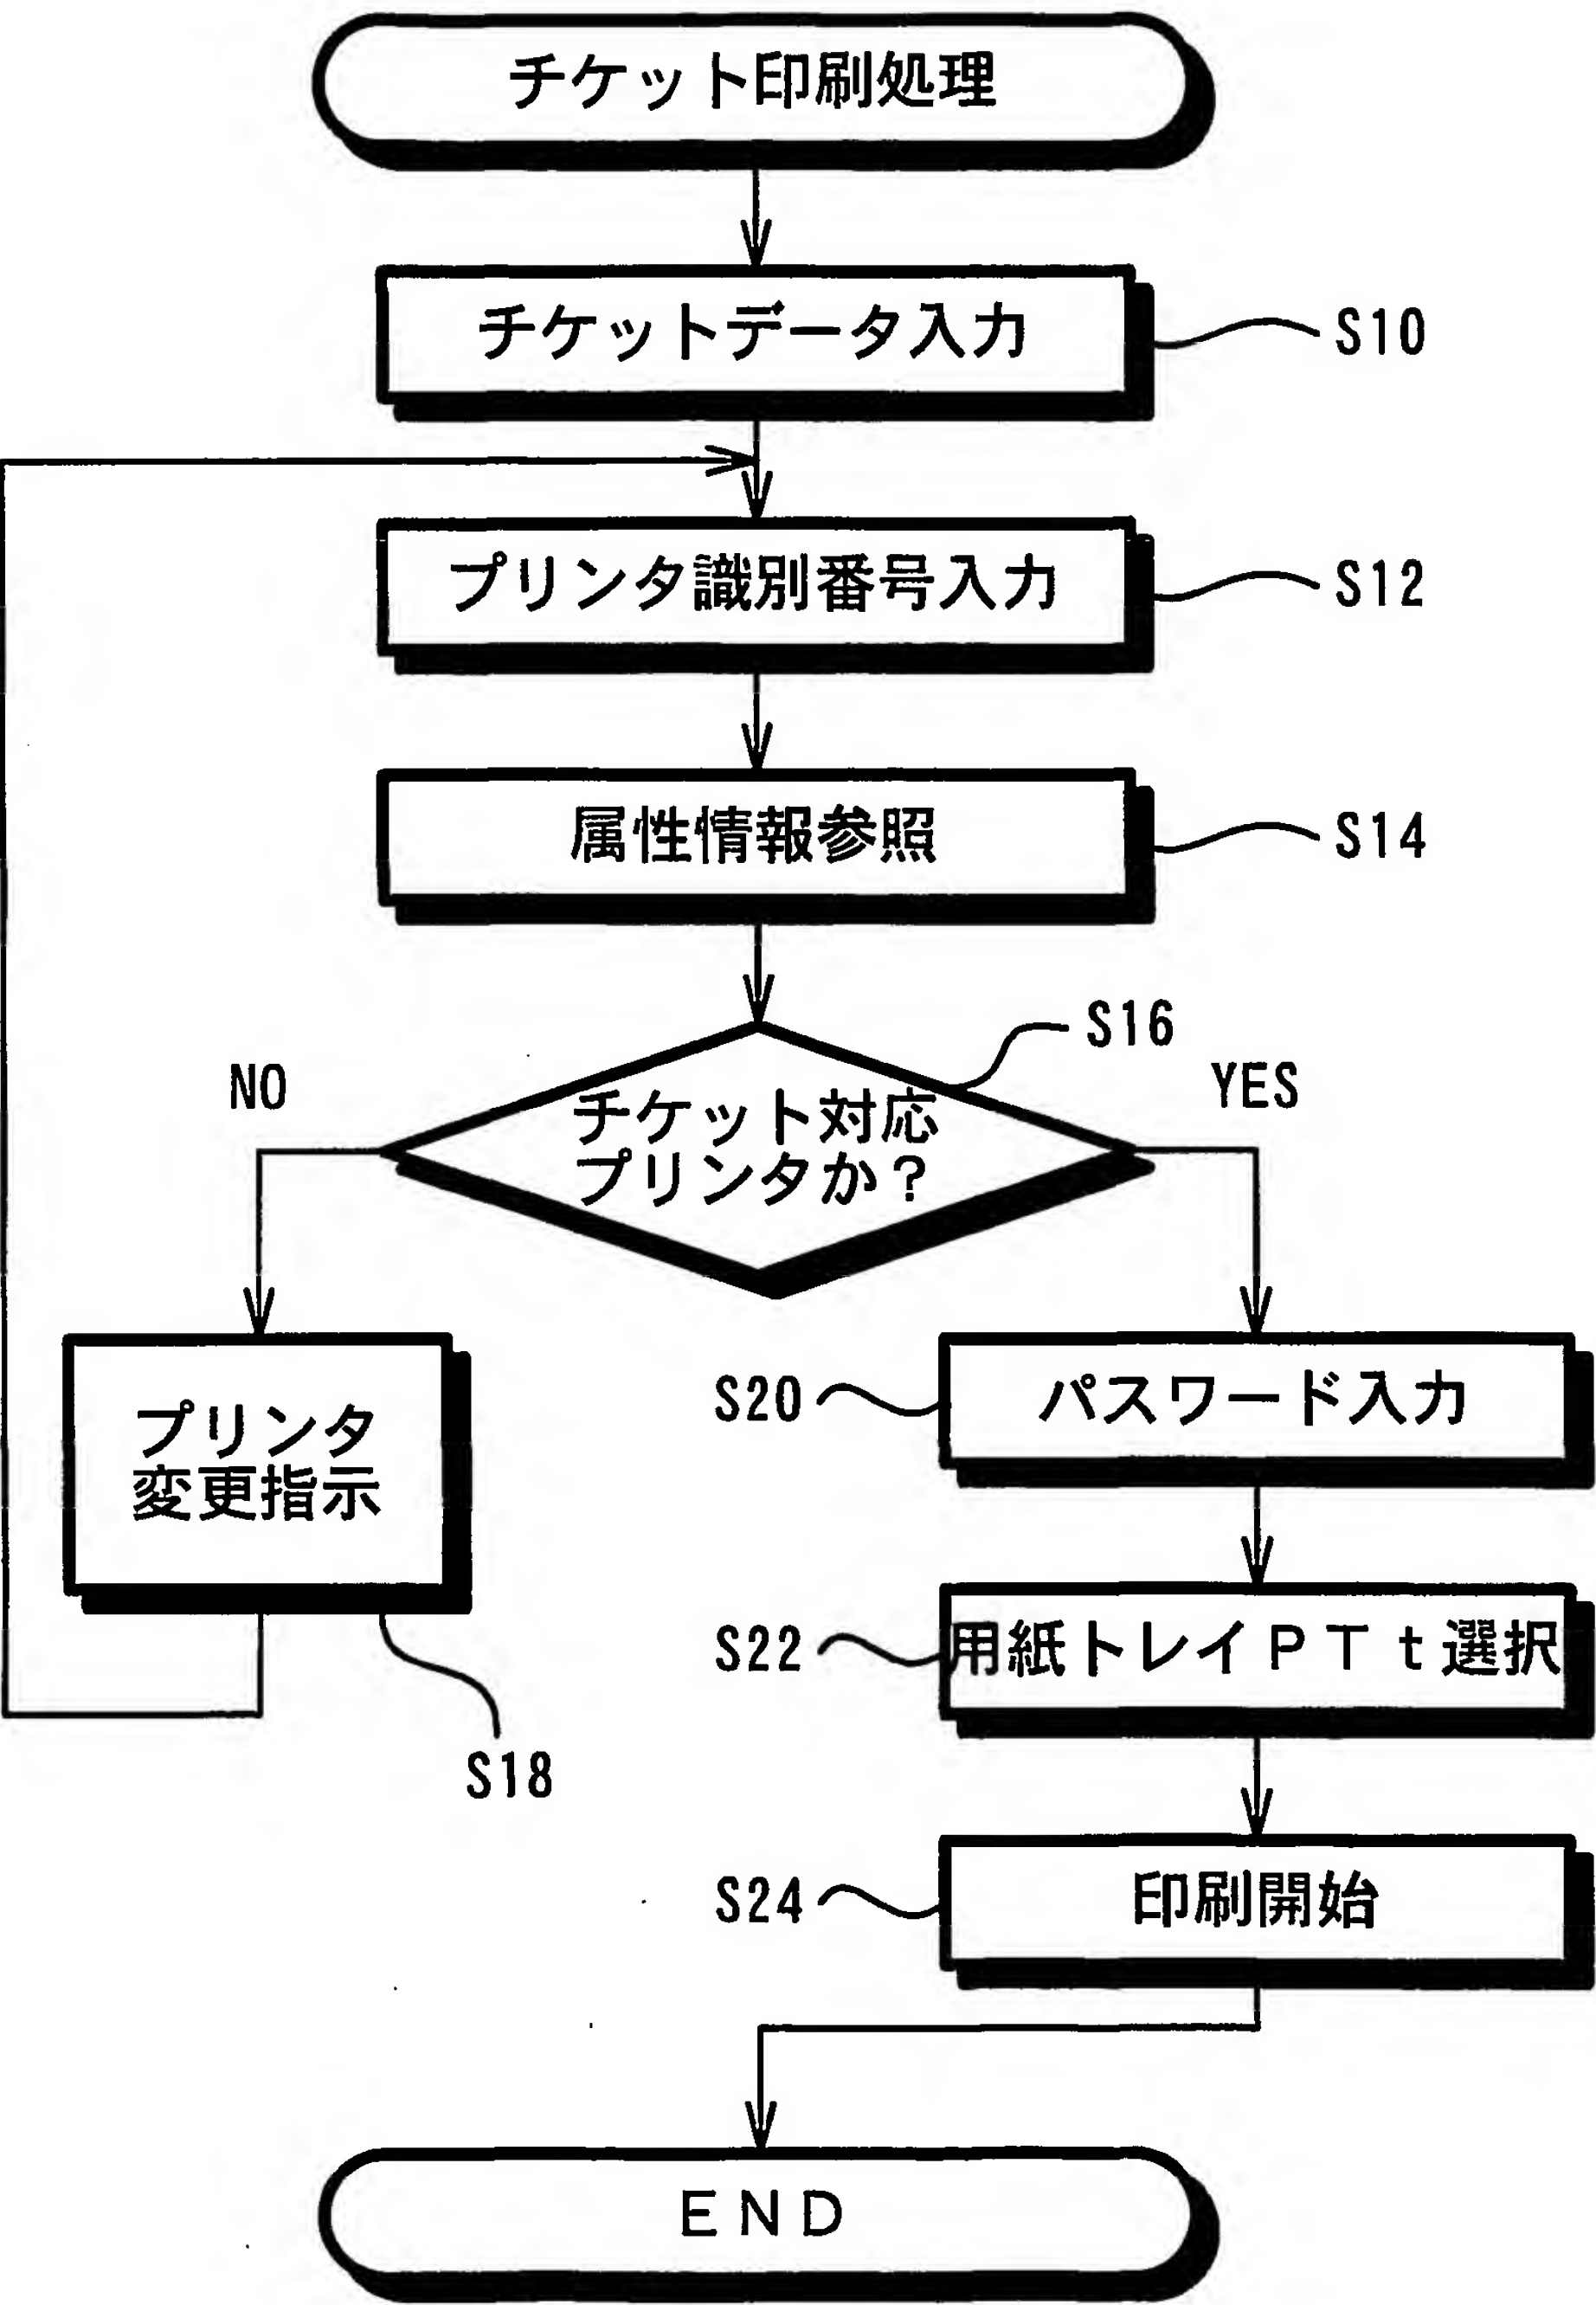 チケット印刷処理
チケットデータ入力
S10
プリンタ識別番号入力
S12
属性情報参照
S14
S16
NO
YES
チケット対応
プリンタか？
プリンタ
変更指示
S18
S20
パスワード入力
S22
用紙トレイＰＴｔ選択
S24
印刷開始
ＥＮＤ